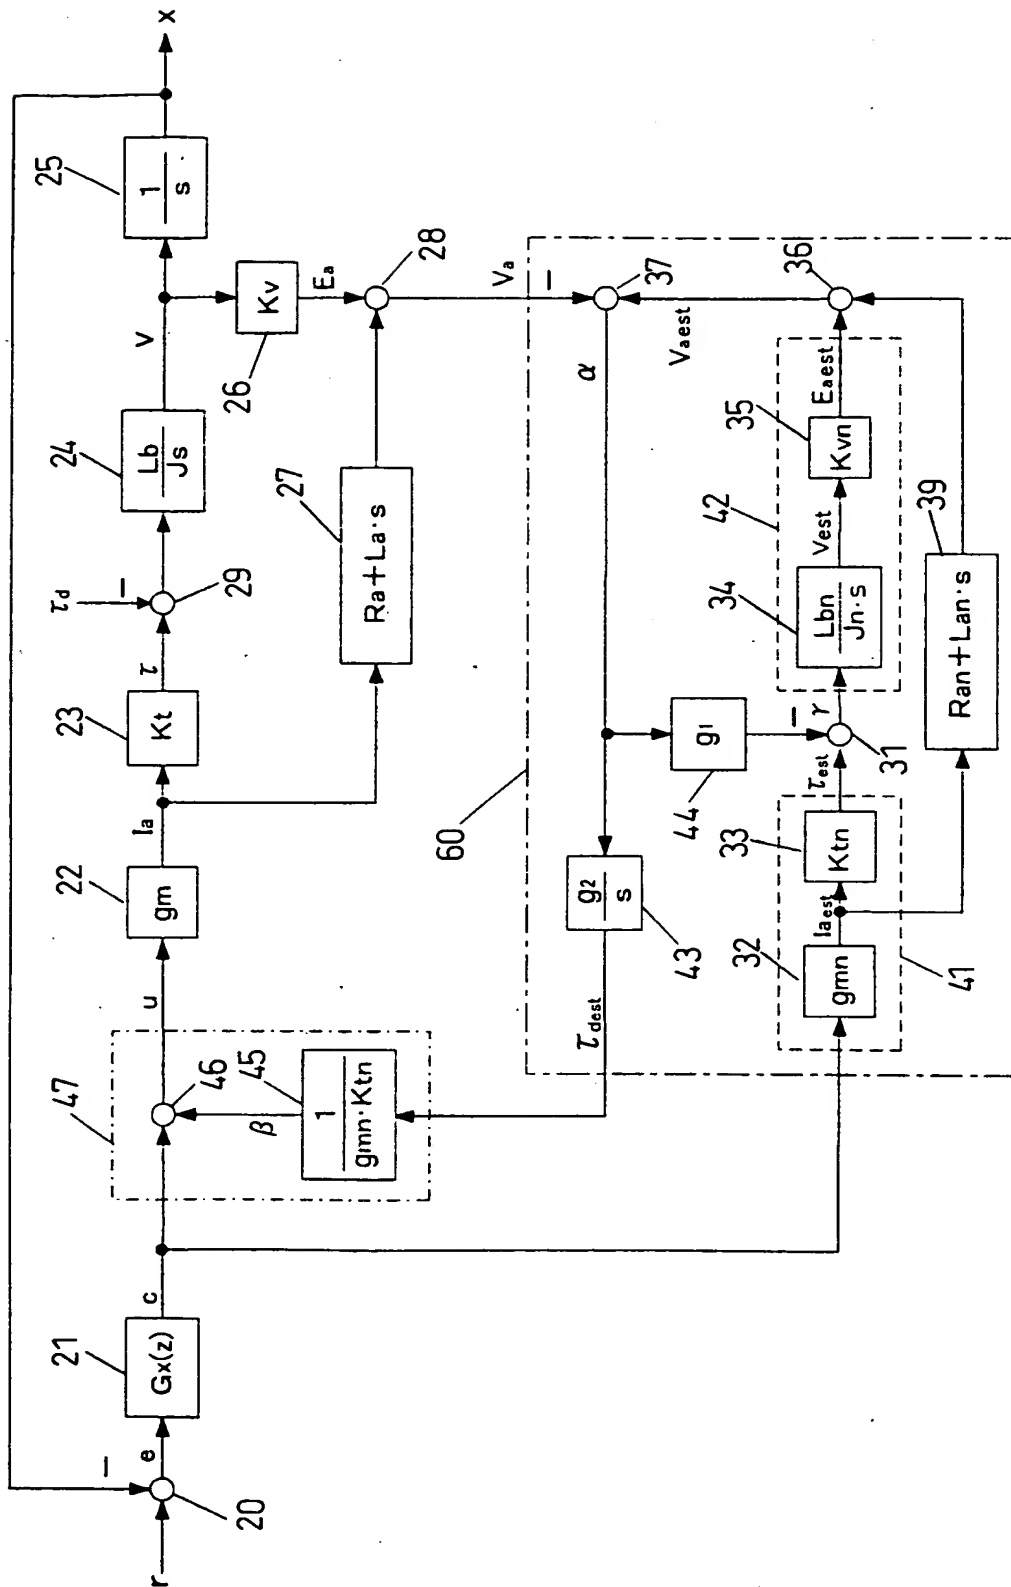 r
20
−
e
21
Gx(z)
c
47
46
β
45
1
gmn·Ktn
u
22
gm
Ia
23
Kt
τ
τd
−
29
24
Lb
Js
V
25
1
s
x
26
Kv
Ea
28
27
Ra+La·s
Va
−
37
α
60
Vaest
36
g1
44
g2
s
43
τdest
−
γ
31
τest
33
Ktn
Iaest
32
gmn
41
34
Lbn
Jn·s
Vest
42
35
Kvn
Eaest
39
Ran+Lan·s